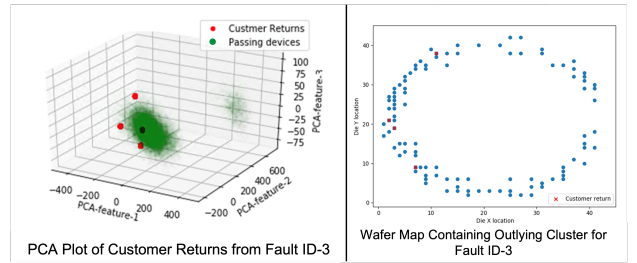 Custmer Returns
Passing devices
100
75
50
25
0
-25
-50
-75
PCA-feature-3
600
400
200
0
-200
PCA-feature-2
-400
-200
0
200
400
PCA-feature-1
PCA Plot of Customer Returns from Fault ID-3
40
30
20
10
0
Die Y location
0
10
20
30
40
Die X location
Customer return
Wafer Map Containing Outlying Cluster for
Fault ID-3